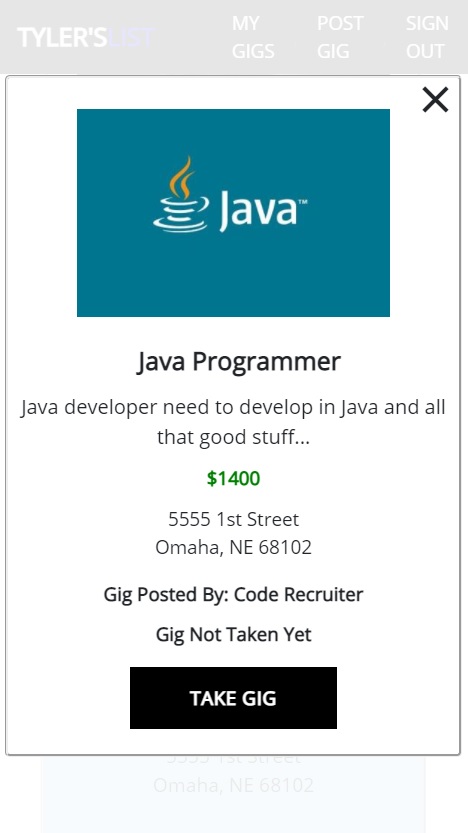 TYLER'SLIST
MY GIGS
POST GIG
SIGN OUT
Java™
Java Programmer
Java developer need to develop in Java and all
that good stuff...
$1400
5555 1st Street
Omaha, NE 68102
Gig Posted By: Code Recruiter
Gig Not Taken Yet
TAKE GIG
5555 1st Street
Omaha, NE 68102